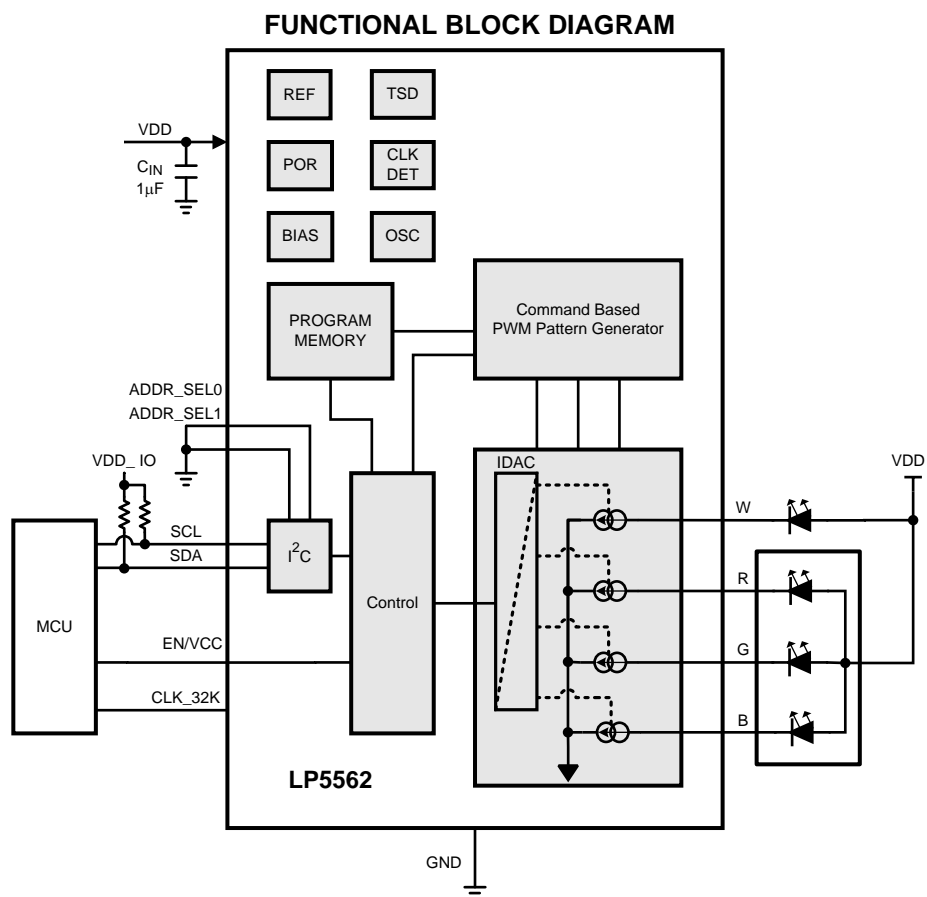 FUNCTIONAL BLOCK DIAGRAM
REF
TSD
VDD
CIN
1μF
POR
CLK
DET
BIAS
OSC
PROGRAM
MEMORY
Command Based
PWM Pattern Generator
ADDR_SEL0
ADDR_SEL1
VDD_ IO
IDAC
VDD
W
SCL
I2C
SDA
R
MCU
Control
EN/VCC
G
CLK_32K
B
LP5562
GND